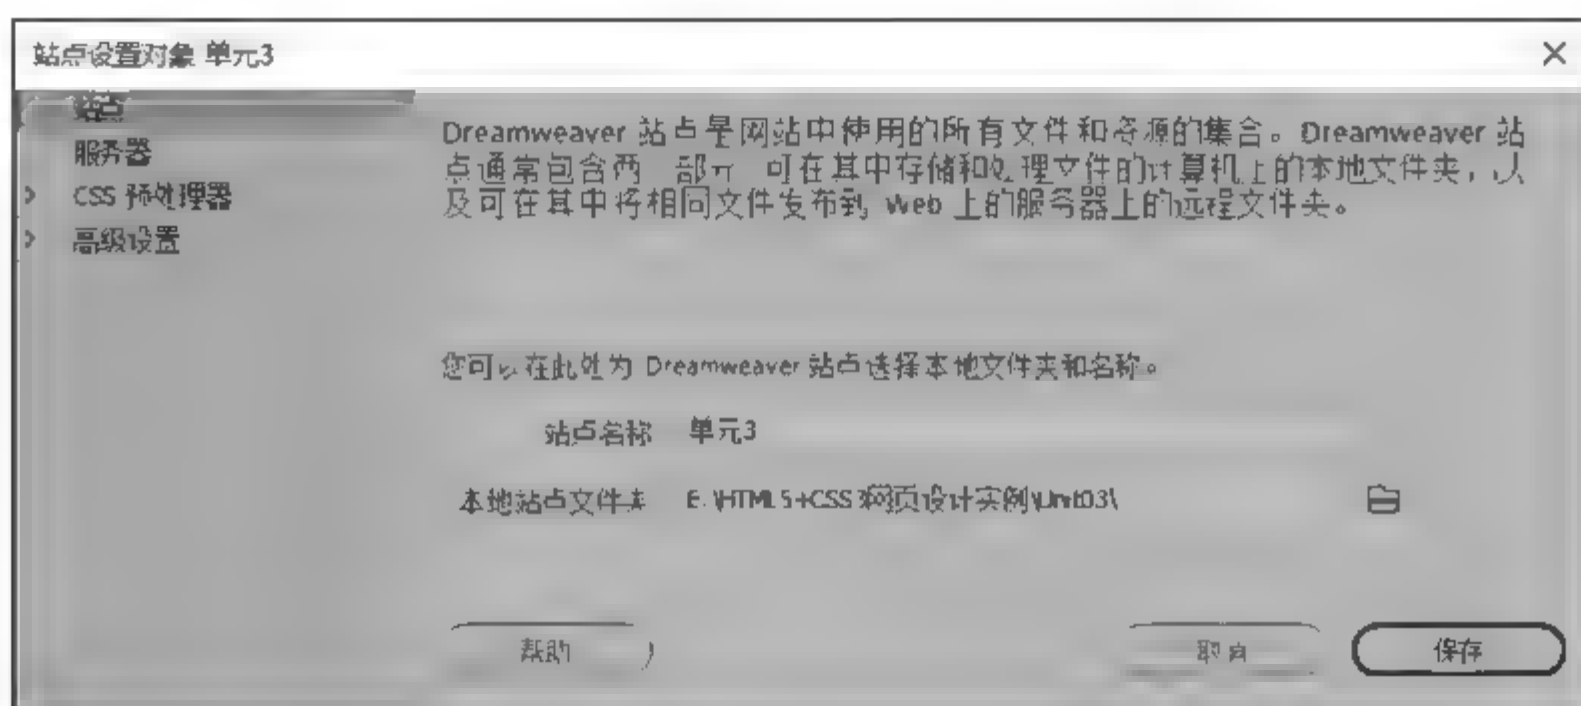 站点设置对象 单元3
站点
服务器
CSS 预处理器
高级设置
Dreamweaver 站点是网站中使用的所有文件和资源的集合。Dreamweaver 站
点通常包含两 部分 可在其中存储和处理文件的计算机上的本地文件夹，以
及可在其中将相同文件发布到 Web 上的服务器上的远程文件夹。
您可以在此处为 Dreamweaver 站点选择本地文件夹和名称。
站点名称 单元3
本地站点文件夹 E:\HTML5+CSS3网页设计实例\Unit03\
帮助
取消
保存